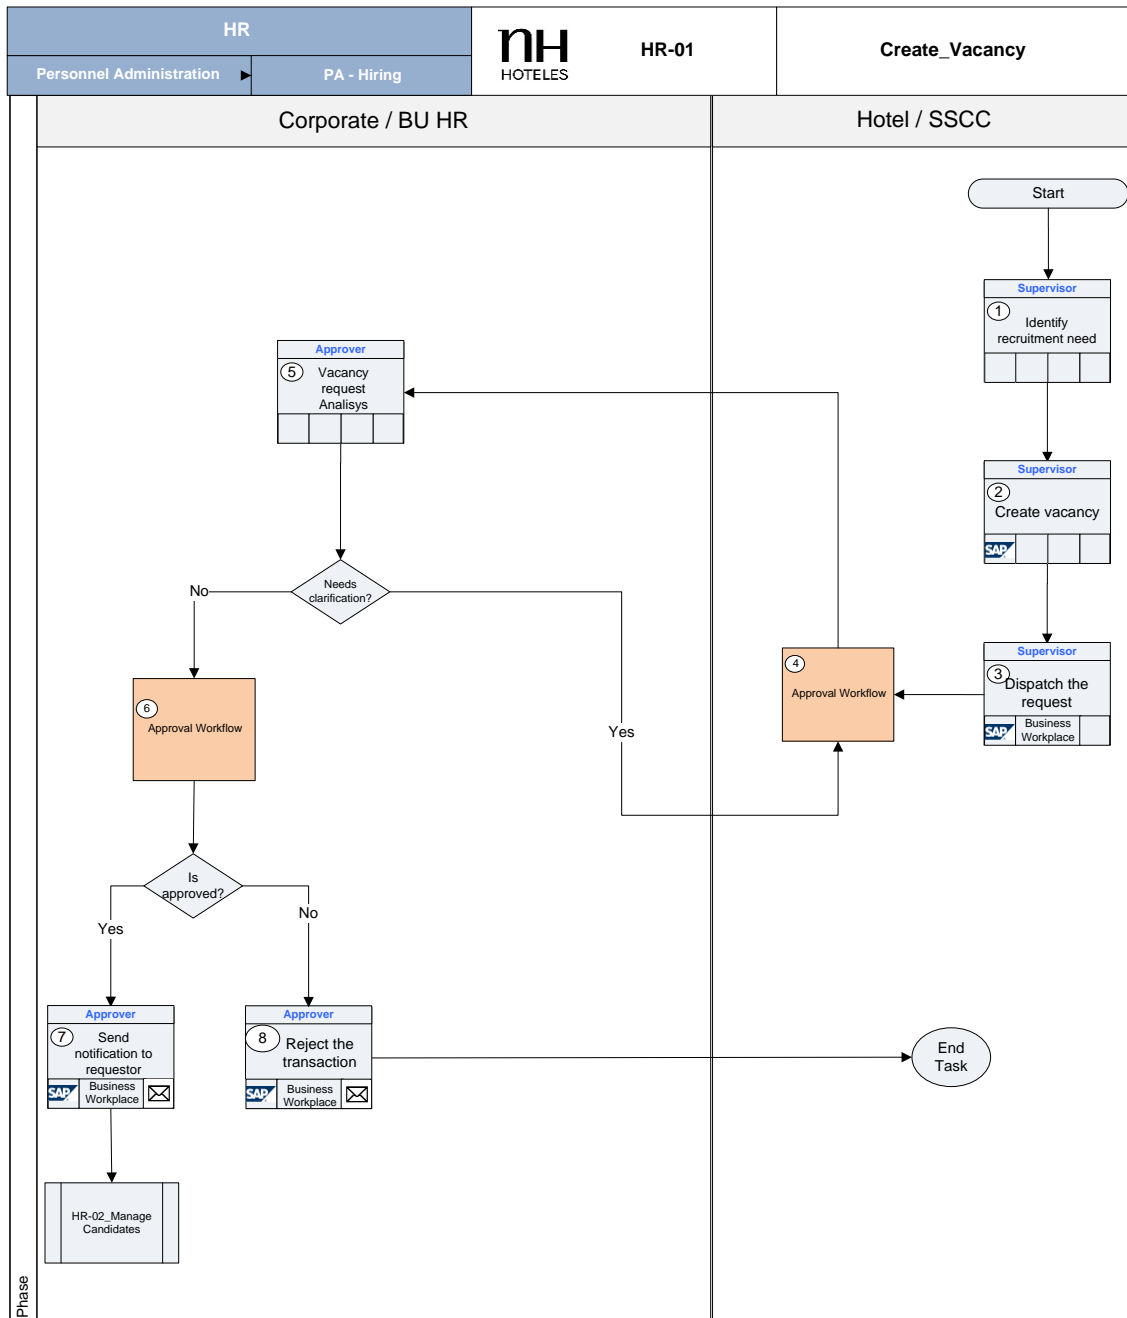 HR
Personnel Administration
PA - Hiring
nH
HOTELES
HR-01
Create_Vacancy
Corporate / BU HR
Hotel / SSCC
Start
Supervisor
1
Identify
recruitment need
Approver
5
Vacancy
request
Analisys
Supervisor
2
Create vacancy
SAP
Needs
clarification?
No
Yes
Supervisor
3
Dispatch the
request
SAP
Business
Workplace
4
Approval Workflow
6
Approval Workflow
Is
approved?
Yes
No
Approver
7
Send
notification to
requestor
SAP
Business
Workplace
Approver
8
Reject the
transaction
SAP
Business
Workplace
End
Task
HR-02_Manage
Candidates
Phase